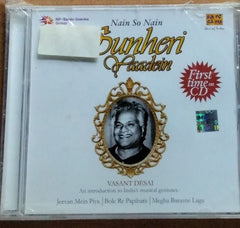 Nain So Nain
Sunheri
Yaadein
First
time on
CD
VASANT DESAI
An introduction to India's musical geniuses
Jeevan Mein Piya | Bole Re Papihara | Megha Barasne Laga